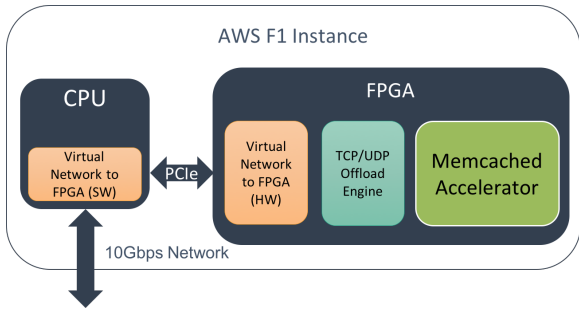 AWS F1 Instance
CPU
Virtual
Network to
FPGA (SW)
PCIe
FPGA
Virtual
Network
to FPGA
(HW)
TCP/UDP
Offload
Engine
Memcached
Accelerator
10Gbps Network